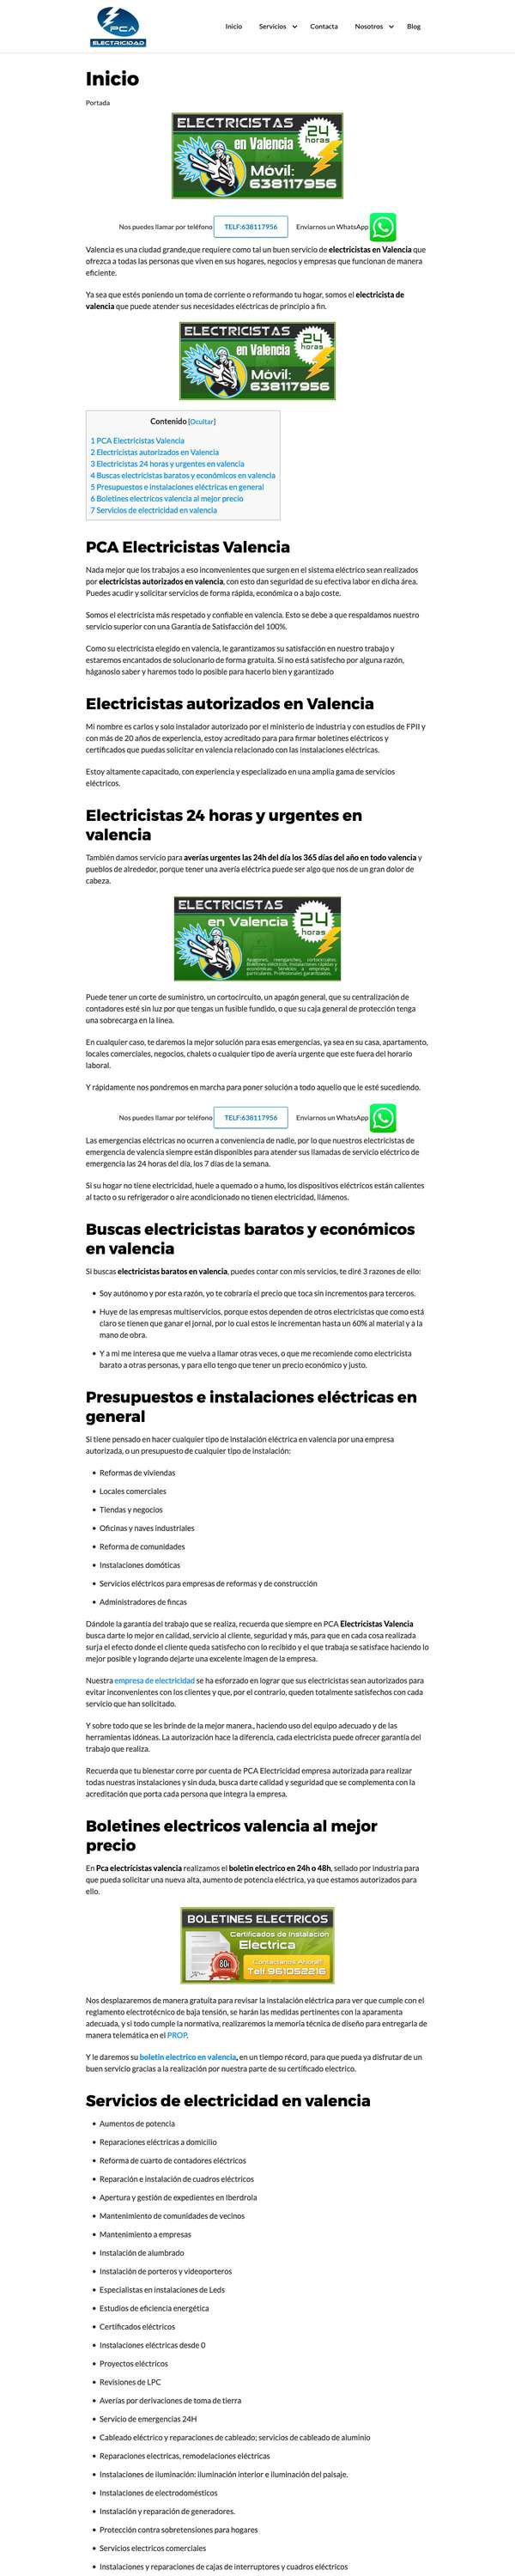 PCA
ELECTRICIDAD
Inicio Servicios Contacta Nosotros Blog
Inicio
Portada
ELECTRICISTAS
en Valencia
24
horas
Móvil:
638117956
Nos puedes llamar por teléfono TELF:638117956 Enviarnos un WhatsApp
Valencia es una ciudad grande,que requiere como tal un buen servicio de electricistas en Valencia que
ofrezca a todas las personas que viven en sus hogares, negocios y empresas que funcionan de manera
eficiente.
Ya sea que estés poniendo un toma de corriente o reformando tu hogar, somos el electricista de
valencia que puede atender sus necesidades eléctricas de principio a fin.
ELECTRICISTAS
en Valencia
24
horas
Móvil:
638117956
Contenido [Ocultar]
1 PCA Electricistas Valencia
2 Electricistas autorizados en Valencia
3 Electricistas 24 horas y urgentes en valencia
4 Buscas electricistas baratos y económicos en valencia
5 Presupuestos e instalaciones eléctricas en general
6 Boletines electricos valencia al mejor precio
7 Servicios de electricidad en valencia
PCA Electricistas Valencia
Nada mejor que los trabajos a eso inconvenientes que surgen en el sistema eléctrico sean realizados
por electricistas autorizados en valencia, con esto dan seguridad de su efectiva labor en dicha área.
Puedes acudir y solicitar servicios de forma rápida, económica o a bajo coste.
Somos el electricista más respetado y confiable en valencia. Esto se debe a que respaldamos nuestro
servicio superior con una Garantía de Satisfacción del 100%.
Como su electricista elegido en valencia, le garantizamos su satisfacción en nuestro trabajo y
estaremos encantados de solucionarlo de forma gratuita. Si no está satisfecho por alguna razón,
háganoslo saber y haremos todo lo posible para hacerlo bien y garantizado
Electricistas autorizados en Valencia
Mi nombre es carlos y solo instalador autorizado por el ministerio de industria y con estudios de FPII y
con más de 20 años de experiencia, estoy acreditado para para firmar boletines eléctricos y
certificados que puedas solicitar en valencia relacionado con las instalaciones eléctricas.
Estoy altamente capacitado, con experiencia y especializado en una amplia gama de servicios
eléctricos.
Electricistas 24 horas y urgentes en
valencia
También damos servicio para averías urgentes las 24h del día los 365 días del año en todo valencia y
pueblos de alrededor, porque tener una avería eléctrica puede ser algo que nos de un gran dolor de
cabeza.
ELECTRICISTAS
en Valencia
24
horas
Apagones, enganches, cortocircuitos,
Boletines eléctricos, Instalaciones rápidas y
económicas. Servicios a empresas y
particulares. Profesionales garantizados.
Puede tener un corte de suministro, un cortocircuito, un apagón general, que su centralización de
contadores esté sin luz por que tengas un fusible fundido, o que su caja general de protección tenga
una sobrecarga en la línea.
En cualquier caso, te daremos la mejor solución para esas emergencias, ya sea en su casa, apartamento,
locales comerciales, negocios, chalets o cualquier tipo de avería urgente que este fuera del horario
laboral.
Y rápidamente nos pondremos en marcha para poner solución a todo aquello que le esté sucediendo.
Nos puedes llamar por teléfono TELF:638117956 Enviarnos un WhatsApp
Las emergencias eléctricas no ocurren a conveniencia de nadie, por lo que nuestros electricistas de
emergencia de valencia siempre están disponibles para atender sus llamadas de servicio eléctrico de
emergencia las 24 horas del día, los 7 días de la semana.
Si su hogar no tiene electricidad, huele a quemado o a humo, los dispositivos eléctricos están calientes
al tacto o su refrigerador o aire acondicionado no tienen electricidad, llámenos.
Buscas electricistas baratos y económicos
en valencia
Si buscas electricistas baratos en valencia, puedes contar con mis servicios, te diré 3 razones de ello:
• Soy autónomo y por esta razón, yo te cobraría el precio que toca sin incrementos para terceros.
• Huye de las empresas multiservicios, porque estos dependen de otros electricistas que como está
claro se tienen que ganar el jornal, por lo cual estos le incrementan hasta un 60% al material y a la
mano de obra.
• Y a mi me interesa que me vuelva a llamar otras veces, o que me recomiende como electricista
barato a otras personas, y para ello tengo que tener un precio económico y justo.
Presupuestos e instalaciones eléctricas en
general
Si tiene pensado en hacer cualquier tipo de instalación eléctrica en valencia por una empresa
autorizada, o un presupuesto de cualquier tipo de instalación:
• Reformas de viviendas
• Locales comerciales
• Tiendas y negocios
• Oficinas y naves industriales
• Reforma de comunidades
• Instalaciones domóticas
• Servicios eléctricos para empresas de reformas y de construcción
• Administradores de fincas
Dándole la garantía del trabajo que se realiza, recuerda que siempre en PCA Electricistas Valencia
busca darte lo mejor en calidad, servicio al cliente, seguridad y más, para que en cada cosa realizada
surja el efecto donde el cliente queda satisfecho con lo recibido y el que trabaja se satisface haciendo lo
mejor posible y logrando dejarte una excelente imagen de la empresa.
Nuestra empresa de electricidad se ha esforzado en lograr que sus electricistas sean autorizados para
evitar inconvenientes con los clientes y que, por el contrario, queden totalmente satisfechos con cada
servicio que han solicitado.
Y sobre todo que se les brinde de la mejor manera., haciendo uso del equipo adecuado y de las
herramientas idóneas. La autorización hace la diferencia, cada electricista puede ofrecer garantía del
trabajo que realiza.
Recuerda que tu bienestar corre por cuenta de PCA Electricidad empresa autorizada para realizar
todas nuestras instalaciones y sin duda, busca darte calidad y seguridad que se complementa con la
acreditación que porta cada persona que integra la empresa.
Boletines electricos valencia al mejor
precio
En Pca electricistas valencia realizamos el boletin electrico en 24h o 48h, sellado por industria para
que pueda solicitar una nueva alta, aumento de potencia eléctrica, ya que estamos autorizados para
ello.
BOLETINES ELECTRICOS
Certificados de Instalación
Electrica
80€
Contactanos Ahora!!
Telf.961052216
Nos desplazaremos de manera gratuita para revisar la instalación eléctrica para ver que cumple con el
reglamento electrotécnico de baja tensión, se harán las medidas pertinentes con la aparamenta
adecuada, y si todo cumple la normativa, realizaremos la memoria técnica de diseño para entregarla de
manera telemática en el PROP.
Y le daremos su boletin electrico en valencia, en un tiempo récord, para que pueda ya disfrutar de un
buen servicio gracias a la realización por nuestra parte de su certificado electrico.
Servicios de electricidad en valencia
• Aumentos de potencia
• Reparaciones eléctricas a domicilio
• Reforma de cuarto de contadores eléctricos
• Reparación e instalación de cuadros eléctricos
• Apertura y gestión de expedientes en Iberdrola
• Mantenimiento de comunidades de vecinos
• Mantenimiento a empresas
• Instalación de alumbrado
• Instalación de porteros y videoporteros
• Especialistas en instalaciones de Leds
• Estudios de eficiencia energética
• Certificados eléctricos
• Instalaciones eléctricas desde 0
• Proyectos eléctricos
• Revisiones de LPC
• Averías por derivaciones de toma de tierra
• Servicio de emergencias 24H
• Cableado eléctrico y reparaciones de cableado; servicios de cableado de aluminio
• Reparaciones electricas, remodelaciones eléctricas
• Instalaciones de iluminación: iluminación interior e iluminación del paisaje.
• Instalaciones de electrodomésticos
• Instalación y reparación de generadores.
• Protección contra sobretensiones para hogares
• Servicios electricos comerciales
• Instalaciones y reparaciones de cajas de interruptores y cuadros eléctricos